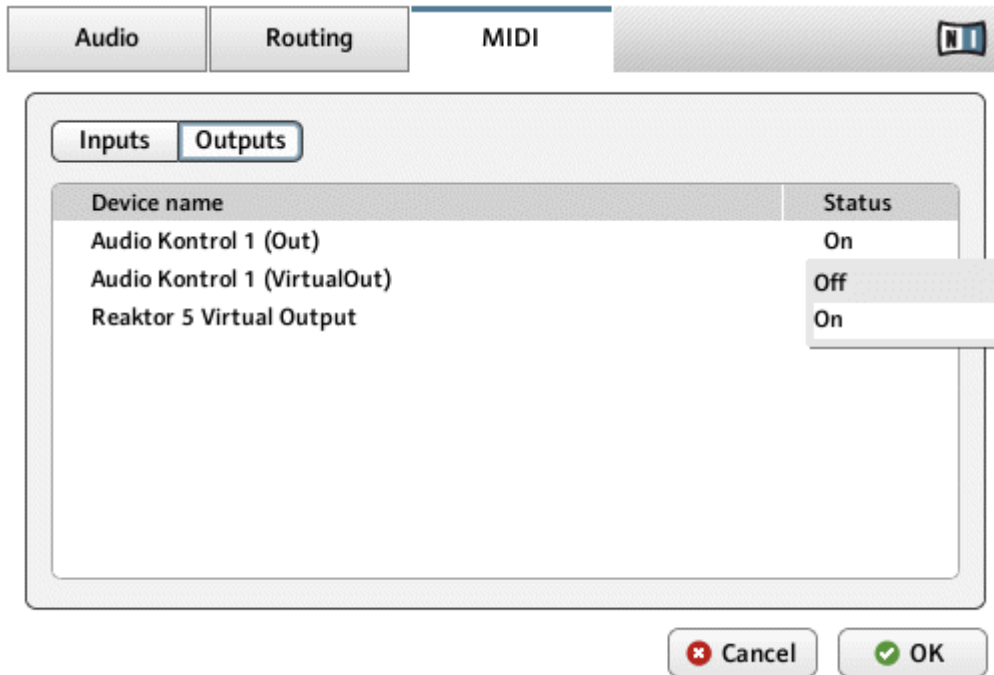 Audio Routing MIDI NI
Inputs Outputs
Device name Status
Audio Kontrol 1 (Out) On
Audio Kontrol 1 (VirtualOut) Off
Reaktor 5 Virtual Output On
Cancel OK